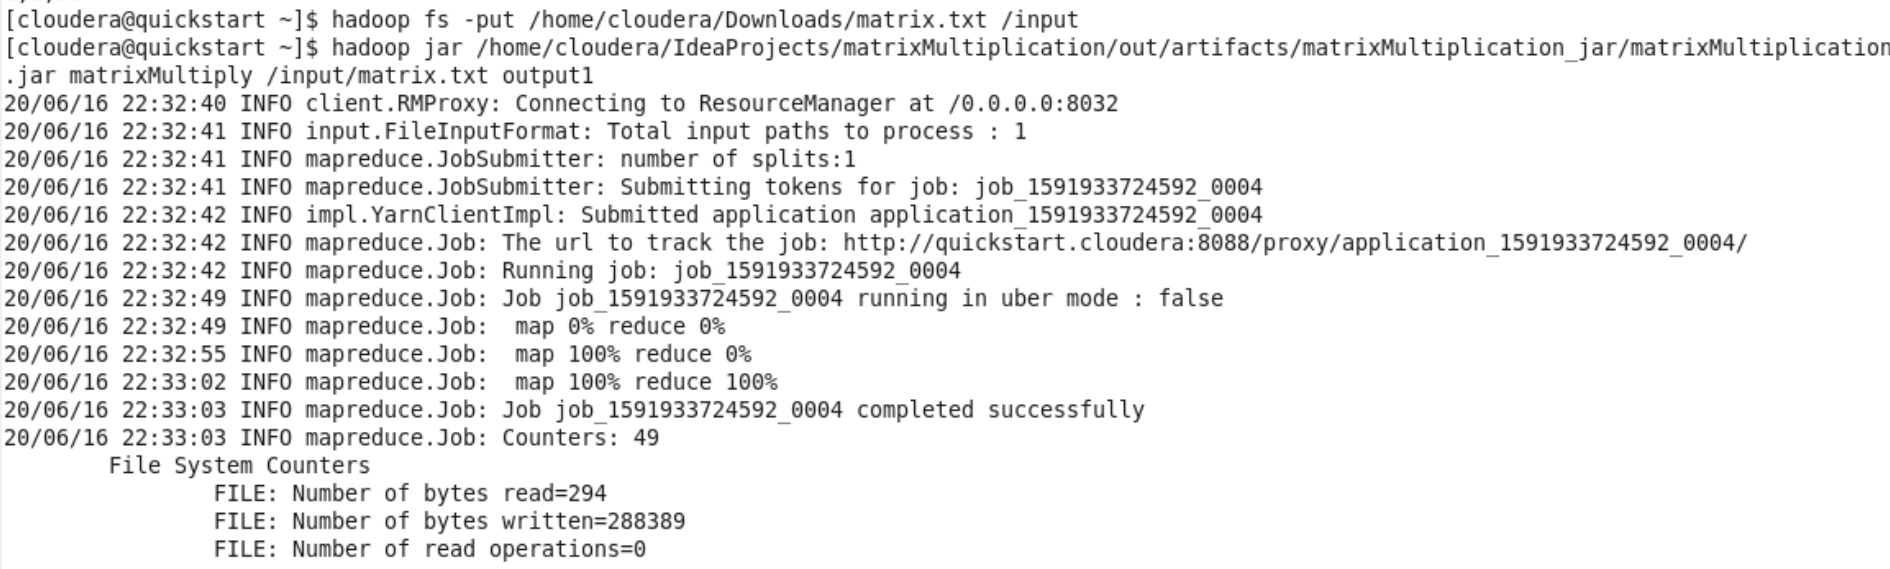 [cloudera@quickstart ~]$ hadoop fs -put /home/cloudera/Downloads/matrix.txt /input
[cloudera@quickstart ~]$ hadoop jar /home/cloudera/IdeaProjects/matrixMultiplication/out/artifacts/matrixMultiplication_jar/matrixMultiplication
.jar matrixMultiply /input/matrix.txt output1
20/06/16 22:32:40 INFO client.RMProxy: Connecting to ResourceManager at /0.0.0.0:8032
20/06/16 22:32:41 INFO input.FileInputFormat: Total input paths to process : 1
20/06/16 22:32:41 INFO mapreduce.JobSubmitter: number of splits:1
20/06/16 22:32:41 INFO mapreduce.JobSubmitter: Submitting tokens for job: job_1591933724592_0004
20/06/16 22:32:42 INFO impl.YarnClientImpl: Submitted application application_1591933724592_0004
20/06/16 22:32:42 INFO mapreduce.Job: The url to track the job: http://quickstart.cloudera:8088/proxy/application_1591933724592_0004/
20/06/16 22:32:42 INFO mapreduce.Job: Running job: job_1591933724592_0004
20/06/16 22:32:49 INFO mapreduce.Job: Job job_1591933724592_0004 running in uber mode : false
20/06/16 22:32:49 INFO mapreduce.Job:  map 0% reduce 0%
20/06/16 22:32:55 INFO mapreduce.Job:  map 100% reduce 0%
20/06/16 22:33:02 INFO mapreduce.Job:  map 100% reduce 100%
20/06/16 22:33:03 INFO mapreduce.Job: Job job_1591933724592_0004 completed successfully
20/06/16 22:33:03 INFO mapreduce.Job: Counters: 49
File System Counters
FILE: Number of bytes read=294
FILE: Number of bytes written=288389
FILE: Number of read operations=0